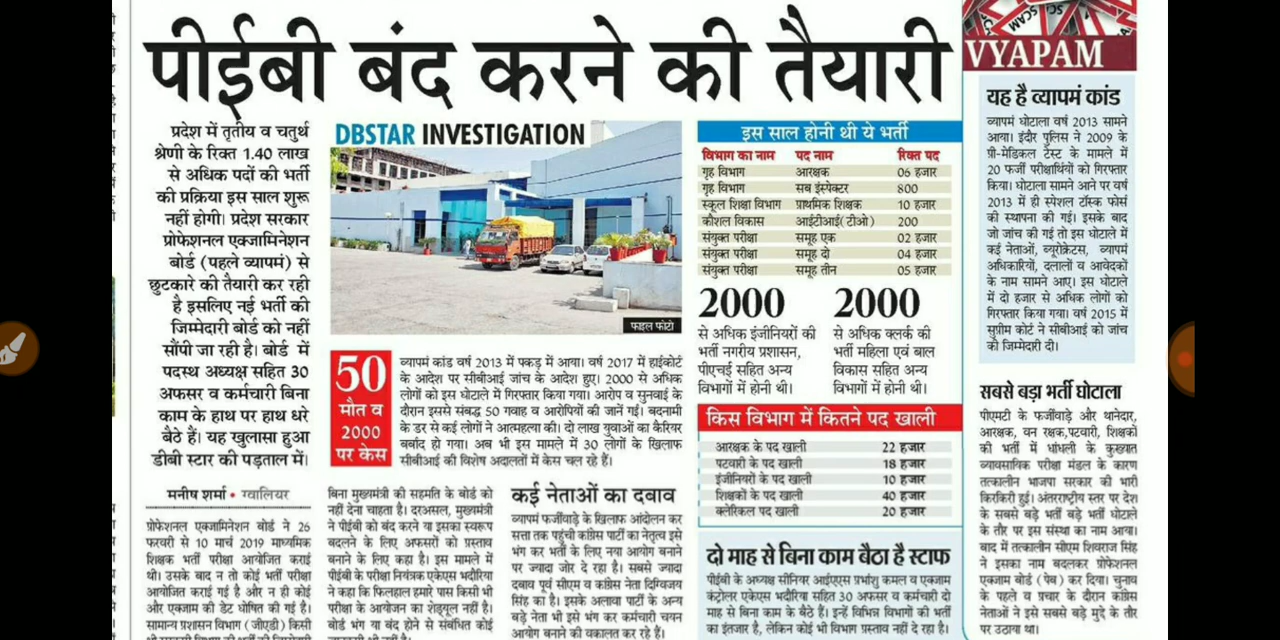 पीईबी बंद करने की तैयारी
प्रदेश में तृतीय व चतुर्थ
श्रेणी के रिक्त 1.40 लाख
से अधिक पदों की भर्ती
की प्रक्रिया इस साल शुरू
नहीं होगी। प्रदेश सरकार
प्रोफेशनल एक्जामिनेशन
बोर्ड (पहले व्यापमं) से
छुटकारे की तैयारी कर रही
है इसलिए नई भर्ती की
जिम्मेदारी बोर्ड को नहीं
सौंपी जा रही है। बोर्ड में
पदस्थ अध्यक्ष सहित 30
अफसर व कर्मचारी बिना
काम के हाथ पर हाथ धरे
बैठे हैं। यह खुलासा हुआ
डीबी स्टार की पड़ताल में।
मनीष शर्मा • ग्वालियर
प्रोफेशनल एक्जामिनेशन बोर्ड ने 26
फरवरी से 10 मार्च 2019 माध्यमिक
शिक्षक भर्ती परीक्षा आयोजित कराई
थी। उसके बाद न तो कोई भर्ती परीक्षा
आयोजित कराई गई है और न ही कोई
और एक्जाम की डेट घोषित की गई है।
सामान्य प्रशासन विभाग (जीएडी) किसी
DBSTAR INVESTIGATION
फाइल फोटो
50
मौत व
2000
पर केस
व्यापमं कांड वर्ष 2013 में पकड़ में आया। वर्ष 2017 में हाईकोर्ट
के आदेश पर सीबीआई जांच के आदेश हुए। 2000 से अधिक
लोगों को इस घोटाले में गिरफ्तार किया गया। आरोप व सुनवाई के
दौरान इससे संबद्ध 50 गवाह व आरोपियों की जानें गईं। बदनामी
के डर से कई लोगों ने आत्महत्या की। दो लाख युवाओं का कैरियर
बर्बाद हो गया। अब भी इस मामले में 30 लोगों के खिलाफ
सीबीआई की विशेष अदालतों में केस चल रहे हैं।
बिना मुख्यमंत्री की सहमति के बोर्ड को
नहीं देना चाहता है। दरअसल, मुख्यमंत्री
ने पीईबी को बंद करने या इसका स्वरूप
बदलने के लिए अफसरों को प्रस्ताव
बनाने के लिए कहा है। इस मामले में
पीईबी के परीक्षा नियंत्रक एकेएस भदौरिया
ने कहा कि फिलहाल हमारे पास किसी भी
परीक्षा के आयोजन का शेड्यूल नहीं है।
बोर्ड भंग या बंद होने से संबंधित कोई
कई नेताओं का दबाव
व्यापमं फर्जीवाड़े के खिलाफ आंदोलन कर
सत्ता तक पहुंची कांग्रेस पार्टी का नेतृत्व इसे
भंग कर भर्ती के लिए नया आयोग बनाने
पर ज्यादा जोर दे रहा है। सबसे ज्यादा
दबाव पूर्व सीएम व कांग्रेस नेता दिग्विजय
सिंह का है। इसके अलावा पार्टी के अन्य
बड़े नेता भी इसे भंग कर कर्मचारी चयन
आयोग बनाने की वकालत कर रहे हैं।
इस साल होनी थी ये भर्ती
विभाग का नाम पद नाम रिक्त पद
गृह विभाग आरक्षक 06 हजार
गृह विभाग सब इंस्पेक्टर 800
स्कूल शिक्षा विभाग प्राथमिक शिक्षक 10 हजार
कौशल विकास आईटीआई( टीओ) 200
संयुक्त परीक्षा समूह एक 02 हजार
संयुक्त परीक्षा समूह दो 04 हजार
संयुक्त परीक्षा समूह तीन 05 हजार
2000
से अधिक इंजीनियरों की
भर्ती नगरीय प्रशासन,
पीएचई सहित अन्य
विभागों में होनी थी।
2000
से अधिक क्लर्क की
भर्ती महिला एवं बाल
विकास सहित अन्य
विभागों में होनी थी।
किस विभाग में कितने पद खाली
आरक्षक के पद खाली 22 हजार
पटवारी के पद खाली 18 हजार
इंजीनियरों के पद खाली 10 हजार
शिक्षकों के पद खाली 40 हजार
क्लेरिकल पद खाली 20 हजार
दो माह से बिना काम बैठा है स्टाफ
पीईबी के अध्यक्ष सीनियर आईएएस प्रभांशु कमल व एक्जाम
कंट्रोलर एकेएस भदौरिया सहित 30 अफसर व कर्मचारी दो
माह से बिना काम के बैठे हैं। इन्हें विभिन्न विभागों की भर्ती
का इंतजार है, लेकिन कोई भी विभाग प्रस्ताव नहीं दे रहा है।
SCAM
VYAPAM
यह है व्यापमं कांड
व्यापमं घोटाला वर्ष 2013 सामने
आया। इंदौर पुलिस ने 2009 के
प्री-मेडिकल टेस्ट के मामले में
20 फर्जी परीक्षार्थियों को गिरफ्तार
किया। घोटाला सामने आने पर वर्ष
2013 में ही स्पेशल टॉस्क फोर्स
की स्थापना की गई। इसके बाद
जो जांच की गई तो इस घोटाले में
कई नेताओं, ब्यूरोक्रेट्स, व्यापमं
अधिकारियों, दलालों व आवेदकों
के नाम सामने आए। इस घोटाले
में दो हजार से अधिक लोगों को
गिरफ्तार किया गया। वर्ष 2015 में
सुप्रीम कोर्ट ने सीबीआई को जांच
की जिम्मेदारी दी।
सबसे बड़ा भर्ती घोटाला
पीएमटी के फर्जीवाड़े और थानेदार,
आरक्षक, वन रक्षक,पटवारी, शिक्षकों
की भर्ती में धांधली के कुख्यात
व्यावसायिक परीक्षा मंडल के कारण
तत्कालीन भाजपा सरकार की भारी
किरकिरी हुई। अंतरराष्ट्रीय स्तर पर देश
के सबसे बड़े भर्ती बड़े भर्ती घोटाले
के तौर पर इस संस्था का नाम आया।
बाद में तत्कालीन सीएम शिवराज सिंह
ने इसका नाम बदलकर प्रोफेशनल
एक्जाम बोर्ड (पेब) कर दिया। चुनाव
के पहले व प्रचार के दौरान कांग्रेस
नेताओं ने इसे सबसे बड़े मुद्दे के तौर
पर उठाया था।